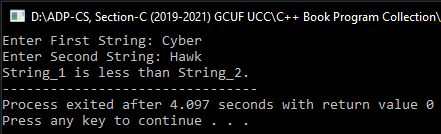 D:\ADP-CS, Section-C (2019-2021) GCUF UCC\C++ Book Program Collection\
Enter First String: Cyber
Enter Second String: Hawk
String_1 is less than String_2.
--------------------------------
Process exited after 4.097 seconds with return value 0
Press any key to continue . . .